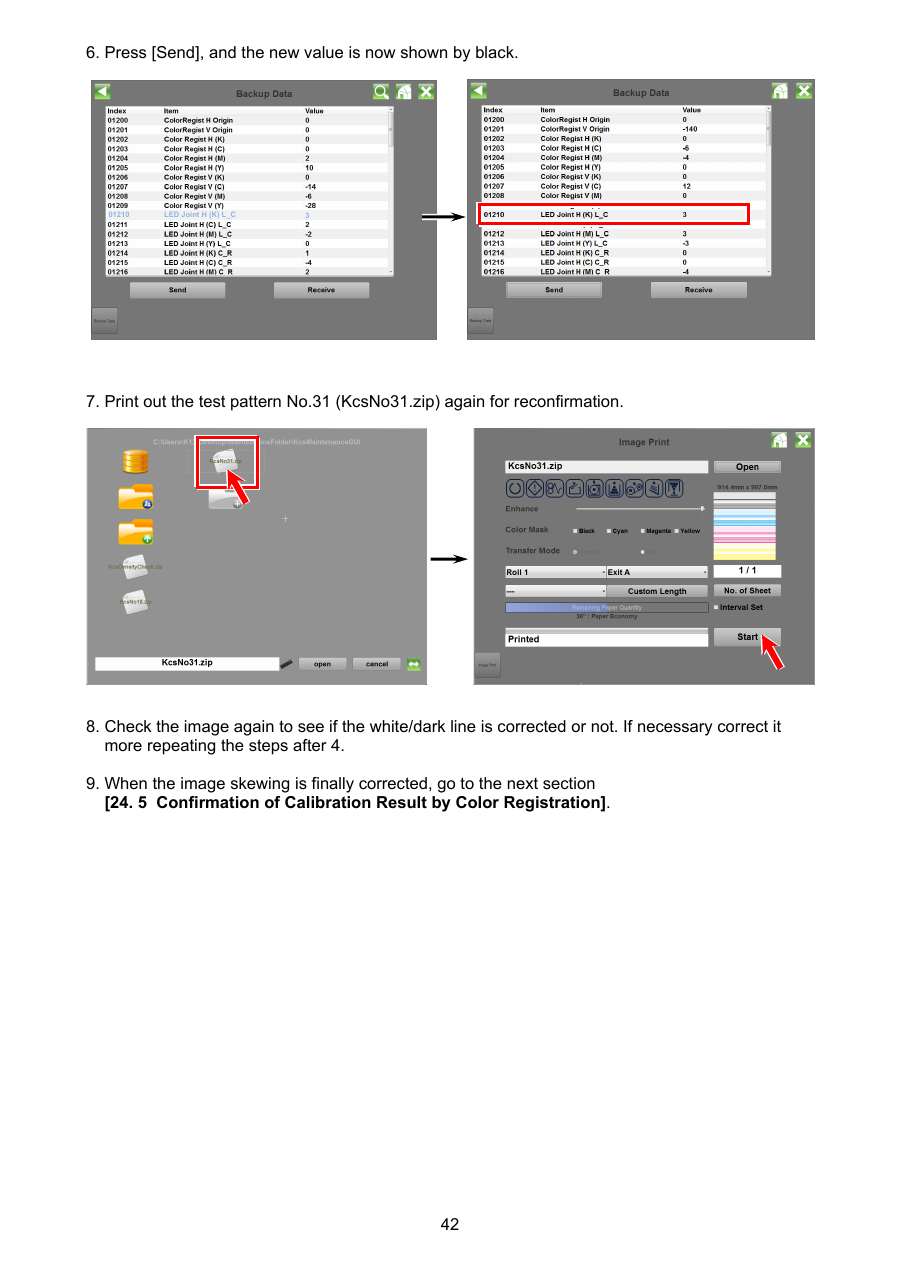 6. Press [Send], and the new value is now shown by black.
Backup Data
Index Item Value
01200 ColorRegist H Origin 0
01201 ColorRegist V Origin 0
01202 Color Regist H (K) 0
01203 Color Regist H (C) 0
01204 Color Regist H (M) 2
01205 Color Regist H (Y) 10
01206 Color Regist V (K) 0
01207 Color Regist V (C) -14
01208 Color Regist V (M) -6
01209 Color Regist V (Y) -28
01210 LED Joint H (K) L_C 3
01211 LED Joint H (C) L_C 2
01212 LED Joint H (M) L_C -2
01213 LED Joint H (Y) L_C 0
01214 LED Joint H (K) C_R 1
01215 LED Joint H (C) C_R -4
01216 LED Joint H (M) C_R 2
Send Receive
Backup Data
Backup Data
Index Item Value
01200 ColorRegist H Origin 0
01201 ColorRegist V Origin -140
01202 Color Regist H (K) 0
01203 Color Regist H (C) -6
01204 Color Regist H (M) -4
01205 Color Regist H (Y) 0
01206 Color Regist V (K) 0
01207 Color Regist V (C) 12
01208 Color Regist V (M) 0
01210 LED Joint H (K) L_C 3
01212 LED Joint H (M) L_C 3
01213 LED Joint H (Y) L_C -3
01214 LED Joint H (K) C_R 0
01215 LED Joint H (C) C_R 0
01216 LED Joint H (M) C_R -4
Send Receive
Backup Data
7. Print out the test pattern No.31 (KcsNo31.zip) again for reconfirmation.
KcsNo31.zip
KcsDensityCheck.zip
KcsNo18.zip
KcsNo31.zip open cancel
Image Print
KcsNo31.zip Open
914.4mm x 997.0mm
Enhance
Color Mask Black Cyan Magenta Yellow
Transfer Mode
Roll 1 Exit A 1 / 1
--- Custom Length No. of Sheet
Remaining Paper Quantity Interval Set
36" : Paper Economy
Printed Start
Image Print
8. Check the image again to see if the white/dark line is corrected or not. If necessary correct it
more repeating the steps after 4.
9. When the image skewing is finally corrected, go to the next section
[24. 5 Confirmation of Calibration Result by Color Registration].
42